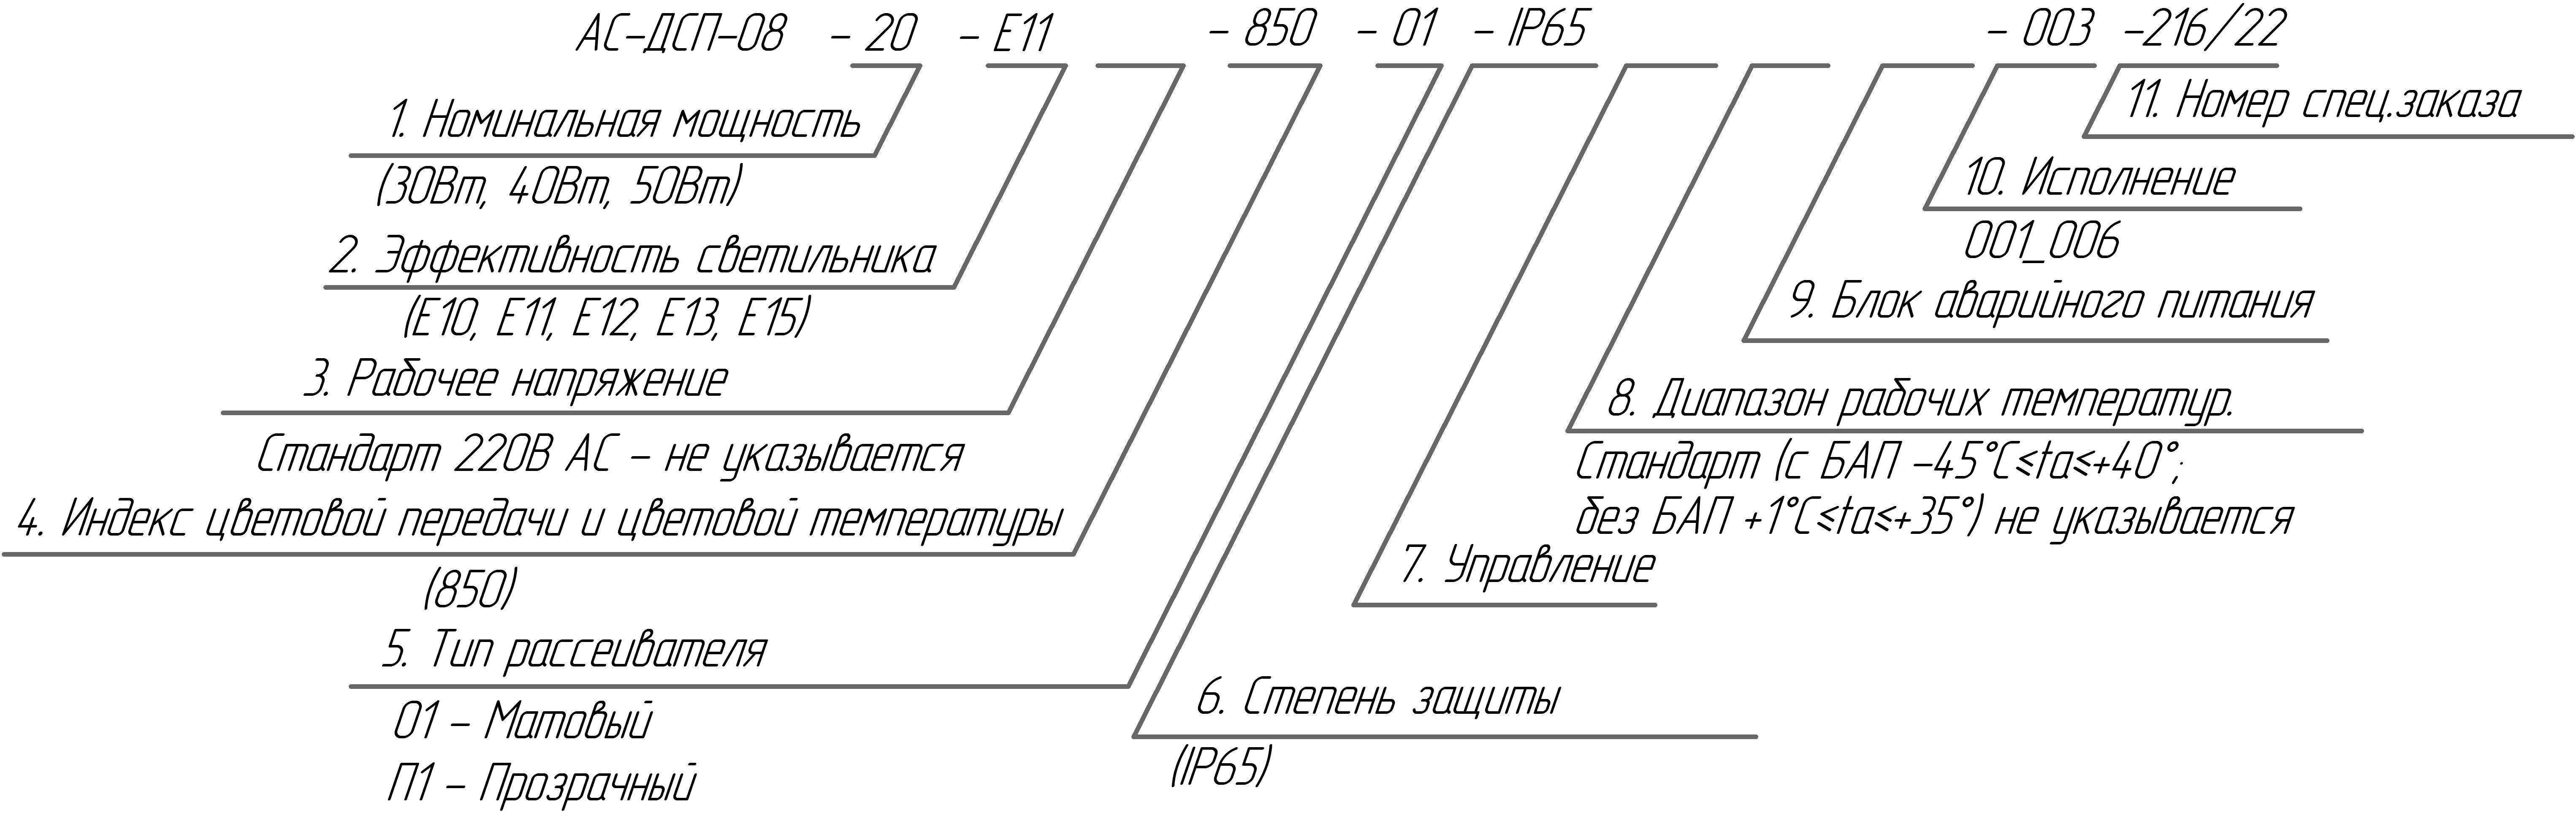 АС-ДСП-08 - 20 - Е11 - 850 - 01 - IP65 - 003 -216/22
1. Номинальная мощность
(30Вт, 40Вт, 50Вт)
2. Эффективность светильника
(Е10, Е11, Е12, Е13, Е15)
3. Рабочее напряжение
Стандарт 220В АС - не указывается
4. Индекс цветовой передачи и цветовой температуры
(850)
5. Тип рассеивателя
01 - Матовый
П1 - Прозрачный
6. Степень защиты
(IP65)
7. Управление
8. Диапазон рабочих температур.
Стандарт (с БАП -45°С≤ta≤+40°;
без БАП +1°С≤ta≤+35°) не указывается
9. Блок аварийного питания
10. Исполнение
001_006
11. Номер спец.заказа